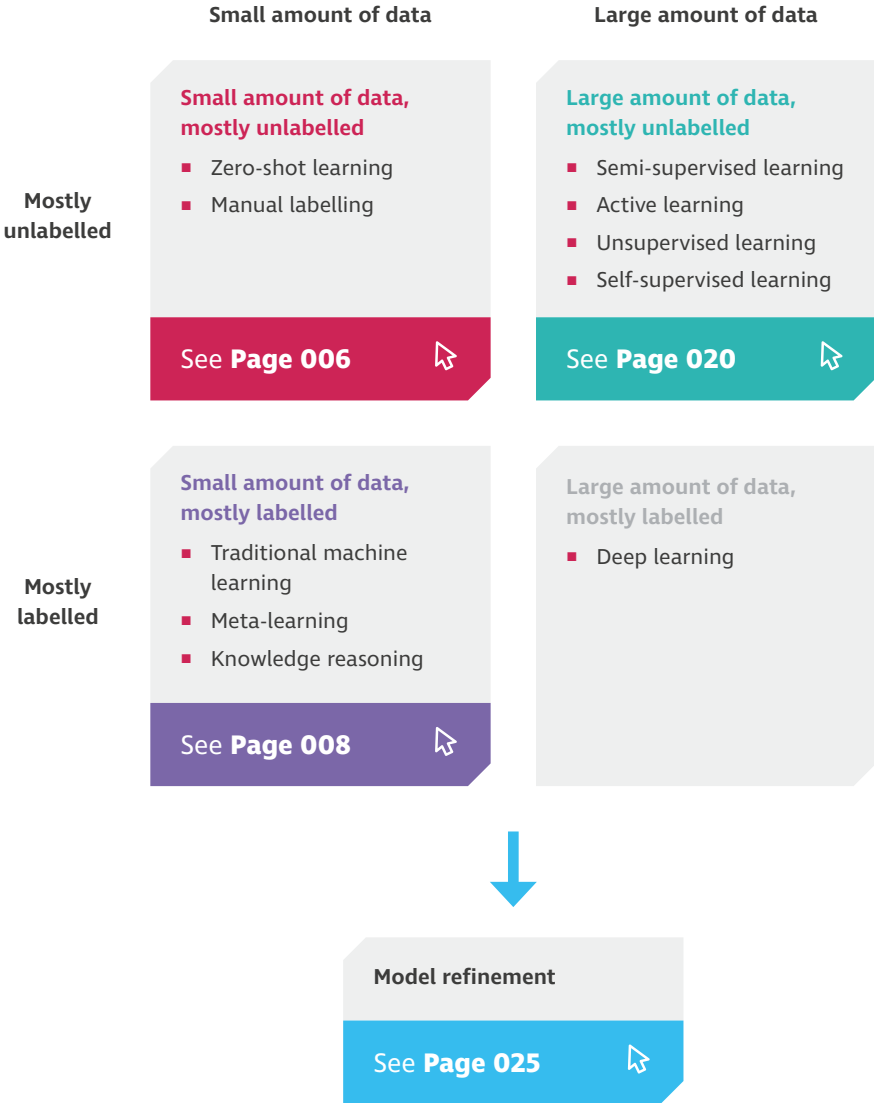 Small amount of data
Large amount of data
Mostly
unlabelled
Small amount of data,
mostly unlabelled
Zero-shot learning
Manual labelling
See Page 006
Large amount of data,
mostly unlabelled
Semi-supervised learning
Active learning
Unsupervised learning
Self-supervised learning
See Page 020
Mostly
labelled
Small amount of data,
mostly labelled
Traditional machine
learning
Meta-learning
Knowledge reasoning
See Page 008
Large amount of data,
mostly labelled
Deep learning
Model refinement
See Page 025